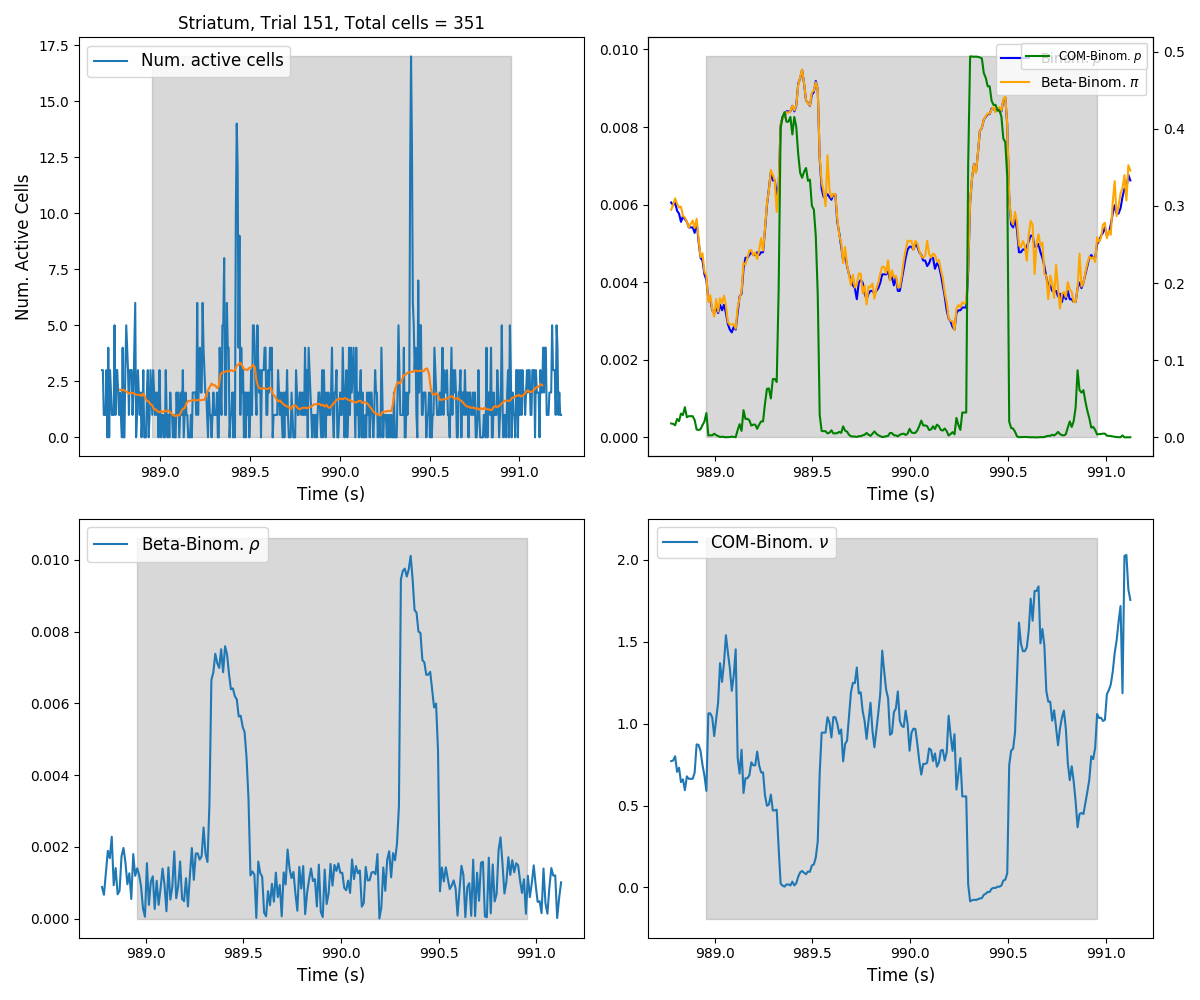 Striatum, Trial 151, Total cells = 351
Num. active cells
Num. Active Cells
17.5
15.0
12.5
10.0
7.5
5.0
2.5
0.0
989.0 989.5 990.0 990.5 991.0
Time (s)
COM-Binom. p
Binom. p
Beta-Binom. π
0.010
0.008
0.006
0.004
0.002
0.000
0.5
0.4
0.3
0.2
0.1
0.0
989.0 989.5 990.0 990.5 991.0
Time (s)
Beta-Binom. ρ
0.010
0.008
0.006
0.004
0.002
0.000
989.0 989.5 990.0 990.5 991.0
Time (s)
COM-Binom. ν
2.0
1.5
1.0
0.5
0.0
989.0 989.5 990.0 990.5 991.0
Time (s)